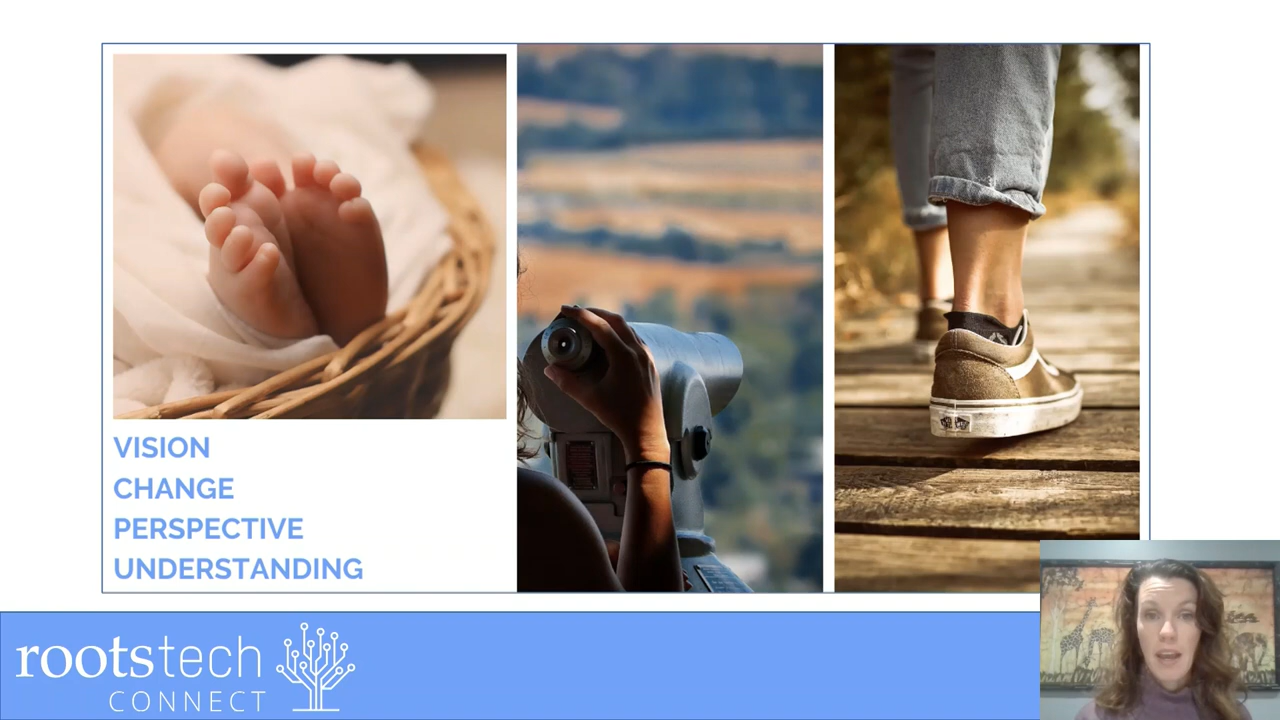 VISION
CHANGE
PERSPECTIVE
UNDERSTANDING
rootstech
CONNECT